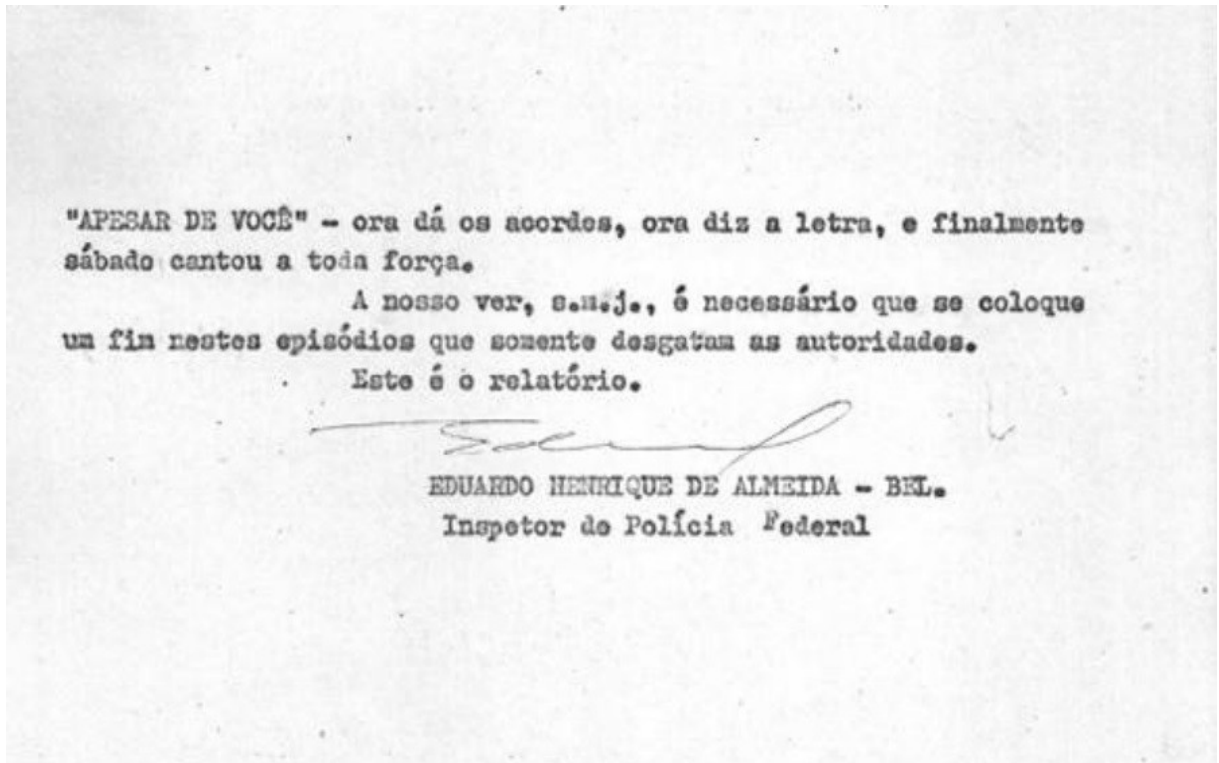 "APESAR DE VOCÊ" - ora dá os acordes, ora diz a letra, e finalmente
sábado cantou a toda força.
A nosso ver, s.m.j., é necessário que se coloque
um fim nestes episódios que somente desgatam as autoridades.
Este é o relatório.
EDUARDO HENRIQUE DE ALMEIDA - BEL.
Inspetor de Polícia Federal